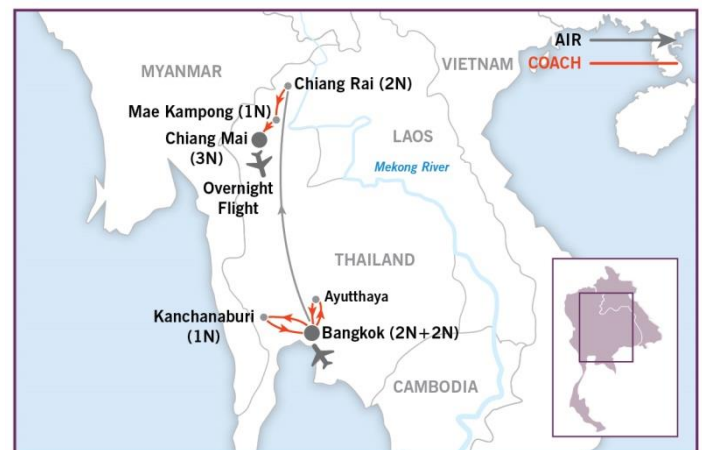 AIR
COACH
MYANMAR
VIETNAM
Chiang Rai (2N)
Mae Kampong (1N)
Chiang Mai
(3N)
LAOS
Mekong River
Overnight
Flight
THAILAND
Ayutthaya
Kanchanaburi
(1N)
Bangkok (2N+2N)
CAMBODIA